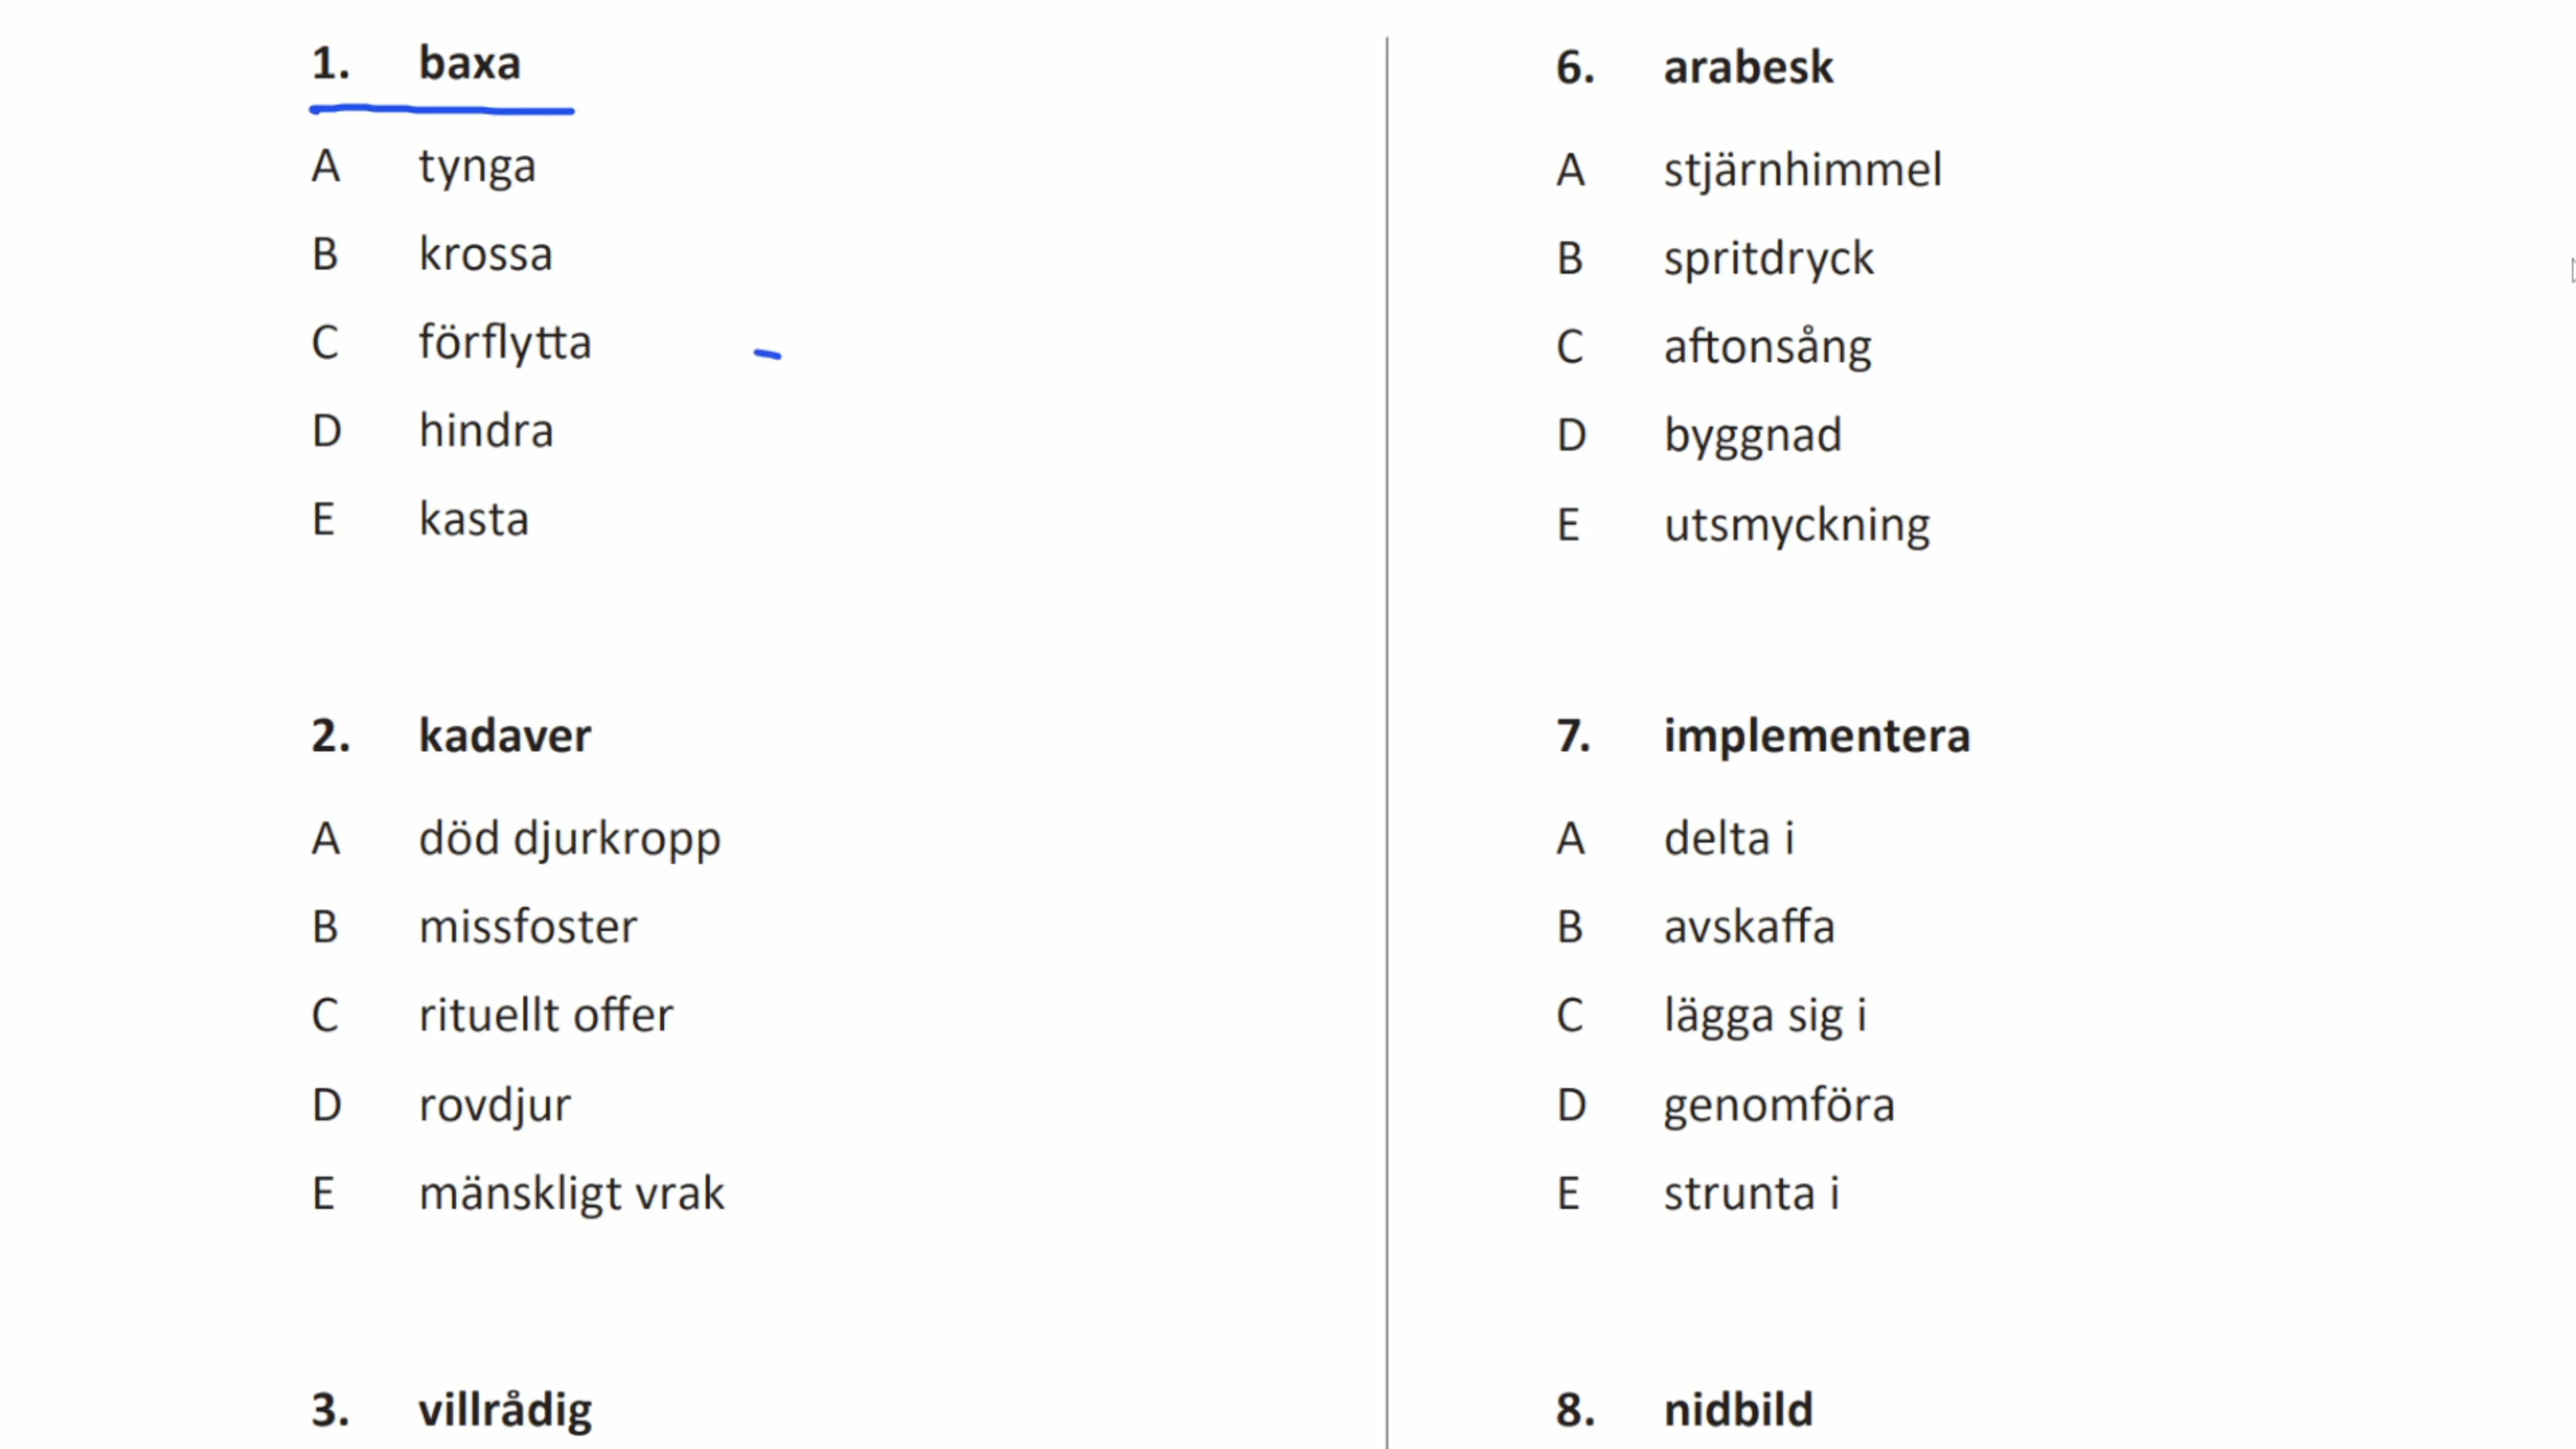 1. baxa
A tynga
B krossa
C förflytta
D hindra
E kasta
2. kadaver
A död djurkropp
B missfoster
C rituellt offer
D rovdjur
E mänskligt vrak
3. villrådig
6. arabesk
A stjärnhimmel
B spritdryck
C aftonsång
D byggnad
E utsmyckning
7. implementera
A delta i
B avskaffa
C lägga sig i
D genomföra
E strunta i
8. nidbild